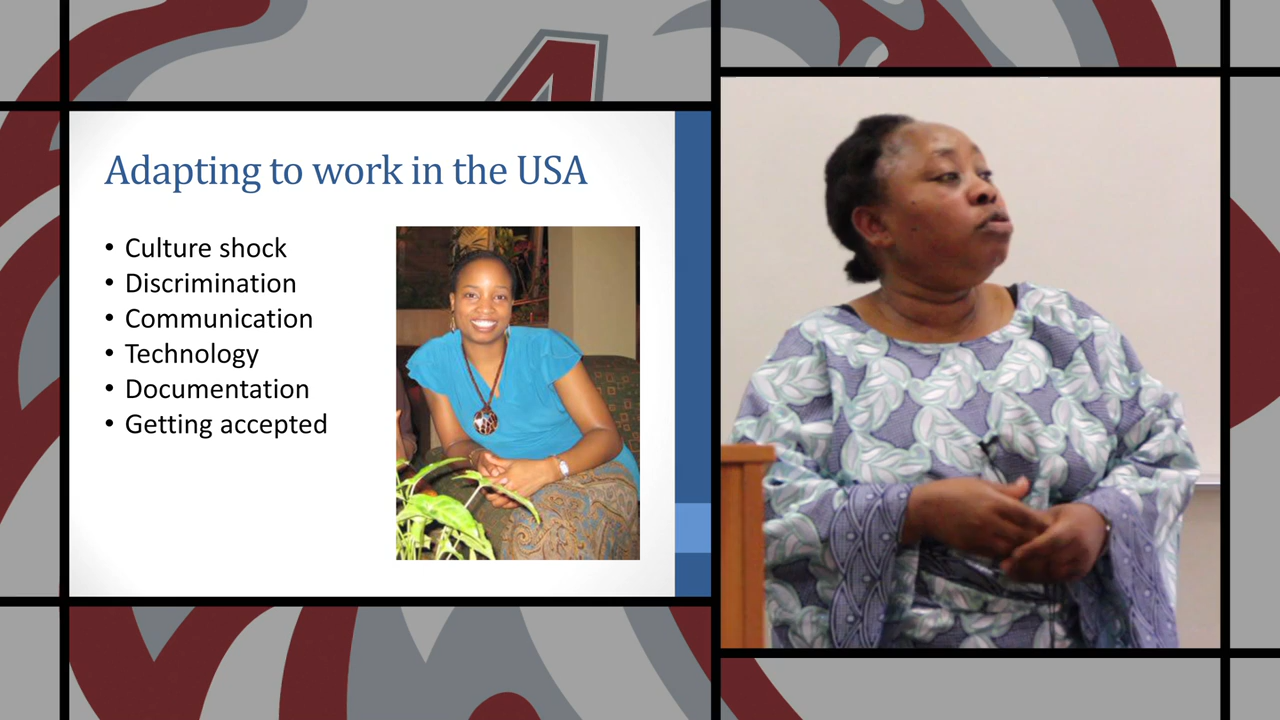 Adapting to work in the USA
• Culture shock
• Discrimination
• Communication
• Technology
• Documentation
• Getting accepted